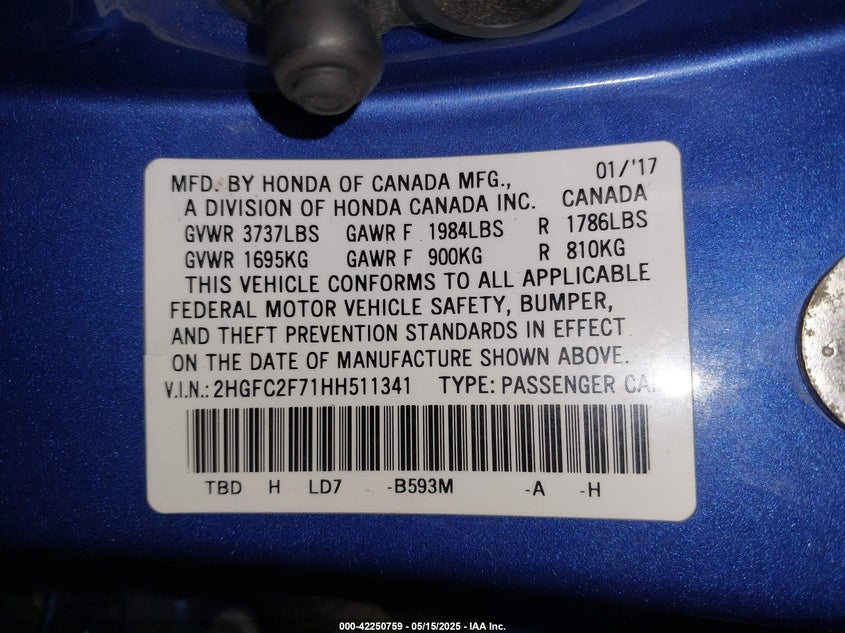 MFD. BY HONDA OF CANADA MFG., 01/'17
A DIVISION OF HONDA CANADA INC. CANADA
GVWR 3737LBS GAWR F 1984LBS R 1786LBS
GVWR 1695KG GAWR F 900KG R 810KG
THIS VEHICLE CONFORMS TO ALL APPLICABLE
FEDERAL MOTOR VEHICLE SAFETY, BUMPER,
AND THEFT PREVENTION STANDARDS IN EFFECT
ON THE DATE OF MANUFACTURE SHOWN ABOVE.
V.I.N.: 2HGFC2F71HH511341 TYPE: PASSENGER
TBD H LD7 -B593M -A -H
000-42250759 — 05/15/2025 - IAA Inc.